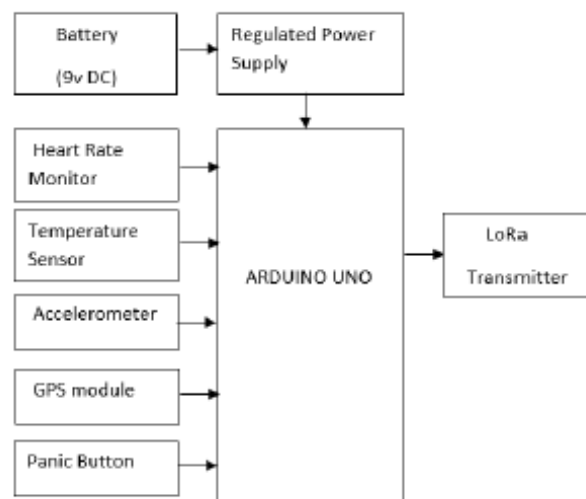 Battery
(9v DC)
Regulated Power
Supply
Heart Rate
Monitor
Temperature
Sensor
Accelerometer
GPS module
Panic Button
ARDUINO UNO
LoRa
Transmitter